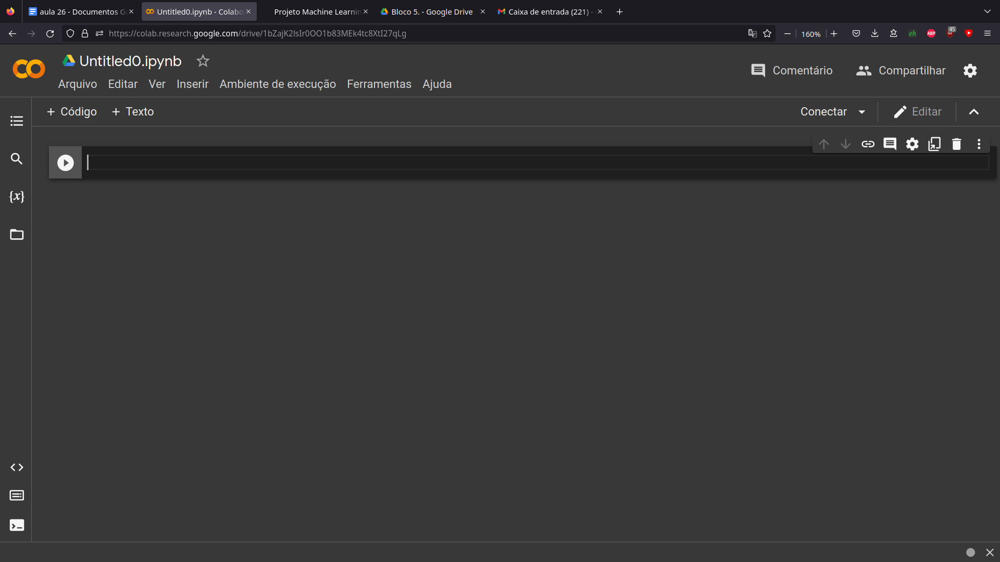 aula 26 - Documentos G
Untitled0.ipynb - Colabo
Projeto Machine Learnin
Bloco 5. - Google Drive
Caixa de entrada (221) -
https://colab.research.google.com/drive/1bZajK2lsIr0OO1b83MEk4tc8XtI27qLg
160%
eh
ABP
45
Untitled0.ipynb
Comentário
Compartilhar
Arquivo Editar Ver Inserir Ambiente de execução Ferramentas Ajuda
+ Código + Texto
Conectar
Editar
{x}